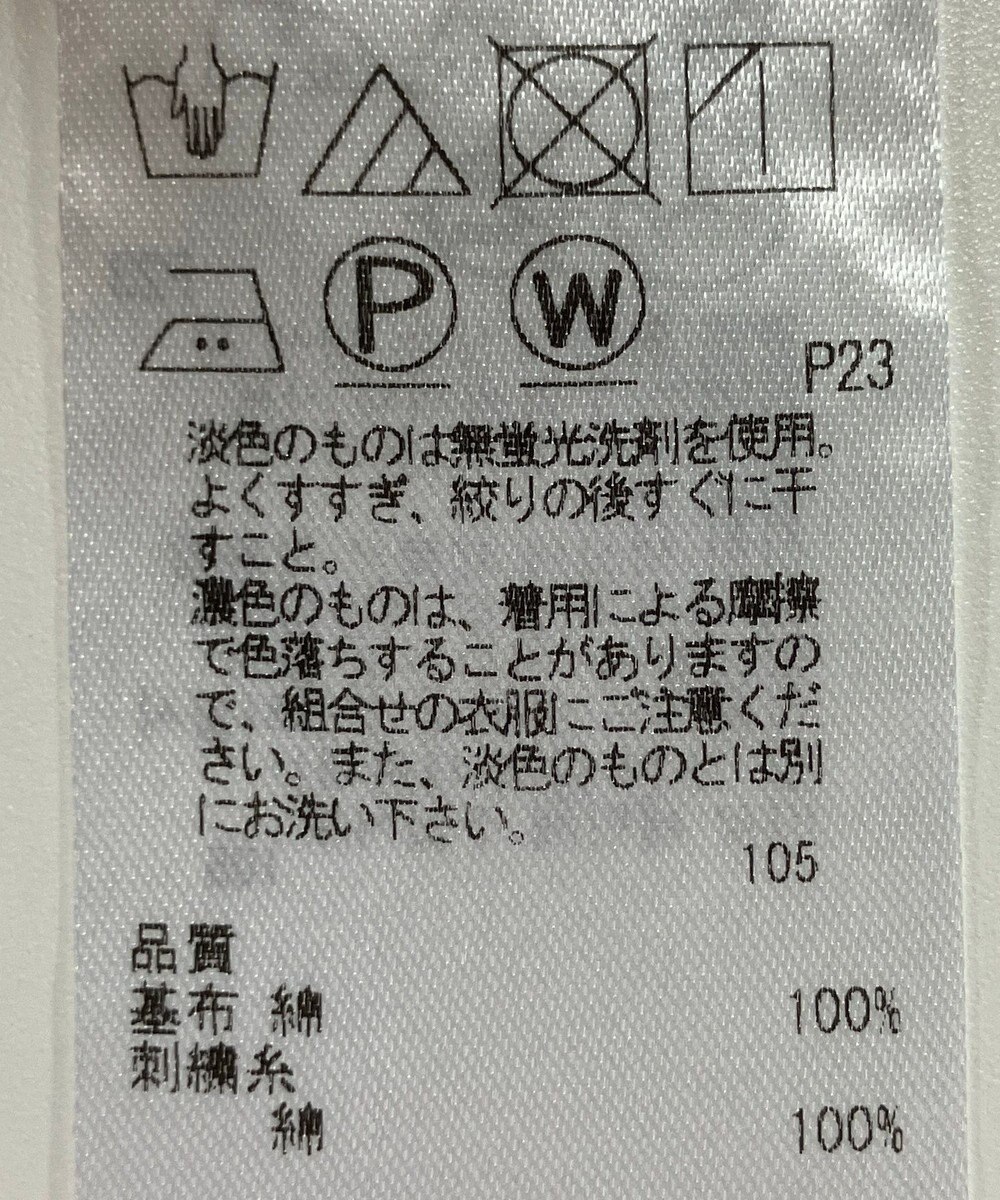 P W
P23
淡色のものは無蛍光洗剤を使用。
よくすすぎ、絞りの後すぐに干
すこと。
濃色のものは、着用による摩擦
で色落ちすることがありますの
で、組合せの衣服にご注意くだ
さい。また、淡色のものとは別
にお洗い下さい。
105
品質
基布 綿 100%
刺繍糸
綿 100%